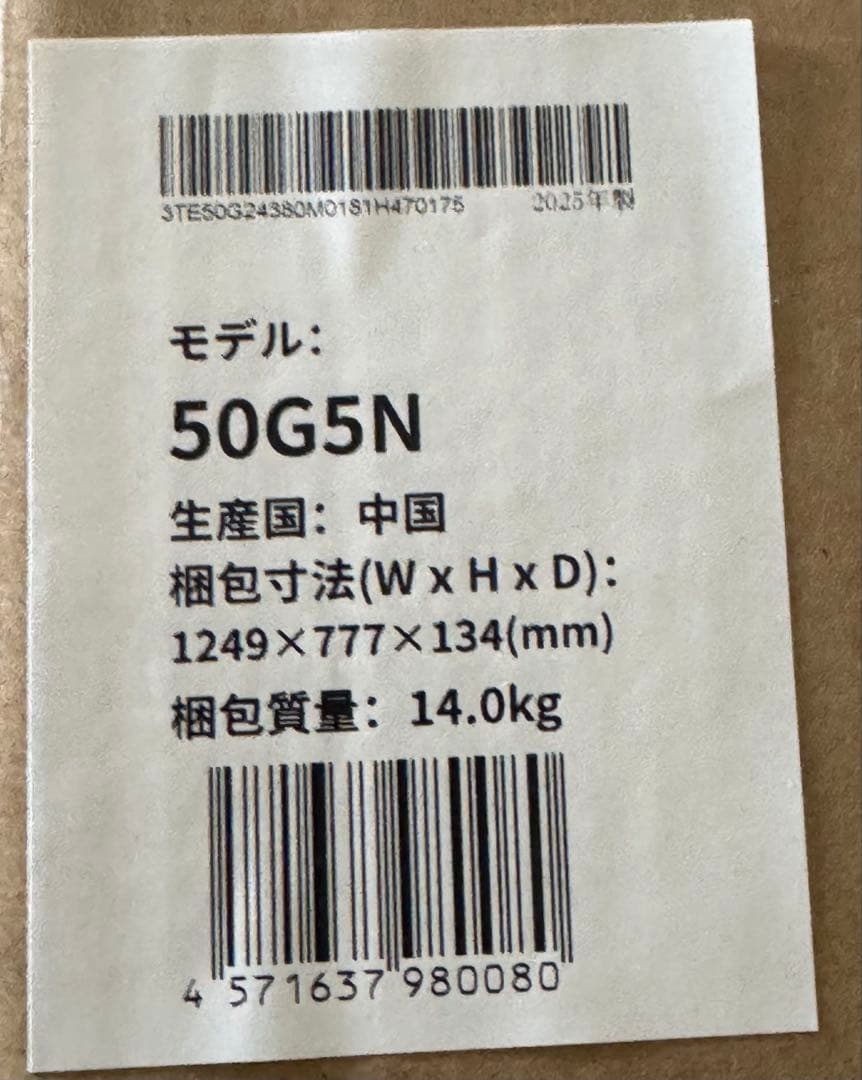 3TE50G24380M01S1H470175 2025年製
モデル：
50G5N
生産国：中国
梱包寸法(W x H x D)：
1249×777×134(mm)
梱包質量：14.0kg
4 571637 980080